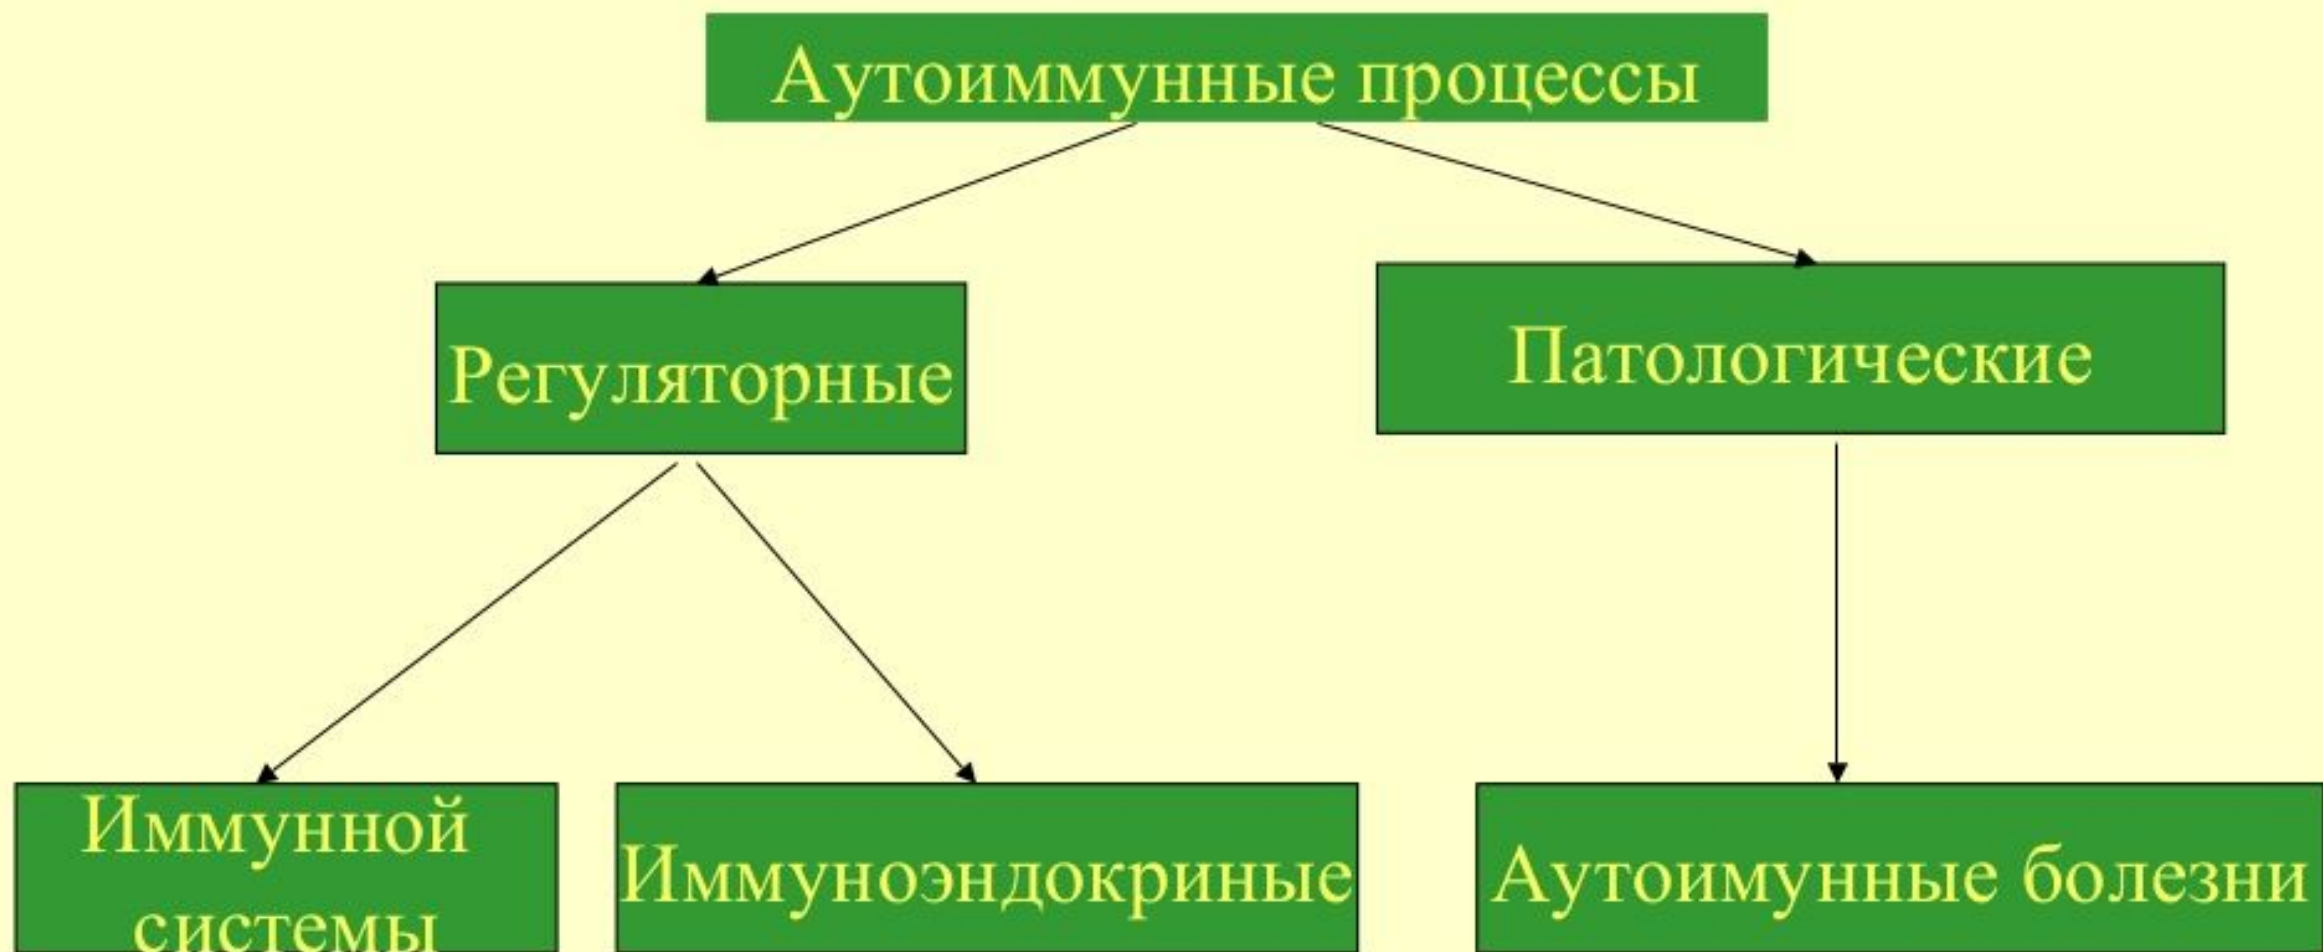 Аутоиммунные процессы
Регуляторные
Патологические
Иммунной
системы
Иммуноэндокриные
Аутоимунные болезни